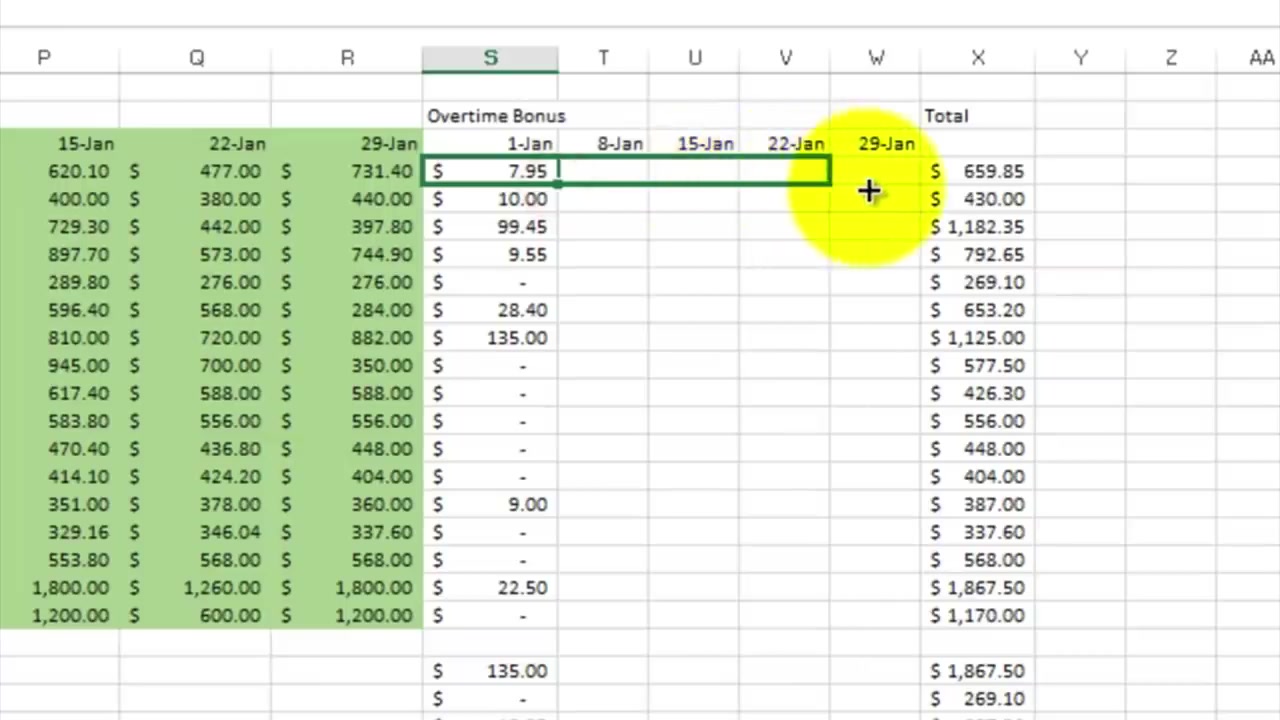 P Q R S T U V W X Y Z AA
Overtime Bonus Total
15-Jan 22-Jan 29-Jan 1-Jan 8-Jan 15-Jan 22-Jan 29-Jan
620.10 $ 477.00 $ 731.40 $ 7.95 $ 659.85
400.00 $ 380.00 $ 440.00 $ 10.00 $ 430.00
729.30 $ 442.00 $ 397.80 $ 99.45 $ 1,182.35
897.70 $ 573.00 $ 744.90 $ 9.55 $ 792.65
289.80 $ 276.00 $ 276.00 $ - $ 269.10
596.40 $ 568.00 $ 284.00 $ 28.40 $ 653.20
810.00 $ 720.00 $ 882.00 $ 135.00 $ 1,125.00
945.00 $ 700.00 $ 350.00 $ - $ 577.50
617.40 $ 588.00 $ 588.00 $ - $ 426.30
583.80 $ 556.00 $ 556.00 $ - $ 556.00
470.40 $ 436.80 $ 448.00 $ - $ 448.00
414.10 $ 424.20 $ 404.00 $ - $ 404.00
351.00 $ 378.00 $ 360.00 $ 9.00 $ 387.00
329.16 $ 346.04 $ 337.60 $ - $ 337.60
553.80 $ 568.00 $ 568.00 $ - $ 568.00
1,800.00 $ 1,260.00 $ 1,800.00 $ 22.50 $ 1,867.50
1,200.00 $ 600.00 $ 1,200.00 $ - $ 1,170.00
$ 135.00 $ 1,867.50
$ - $ 269.10